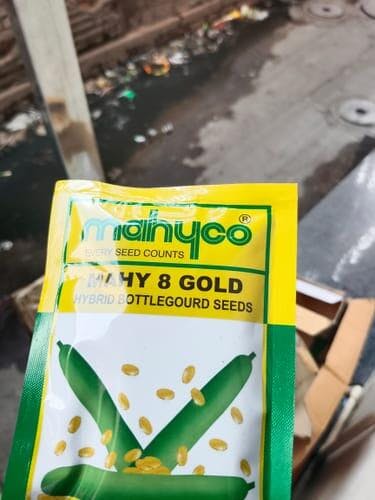 mahyco®
EVERY SEED COUNTS
MAHY 8 GOLD
HYBRID BOTTLEGOURD SEEDS